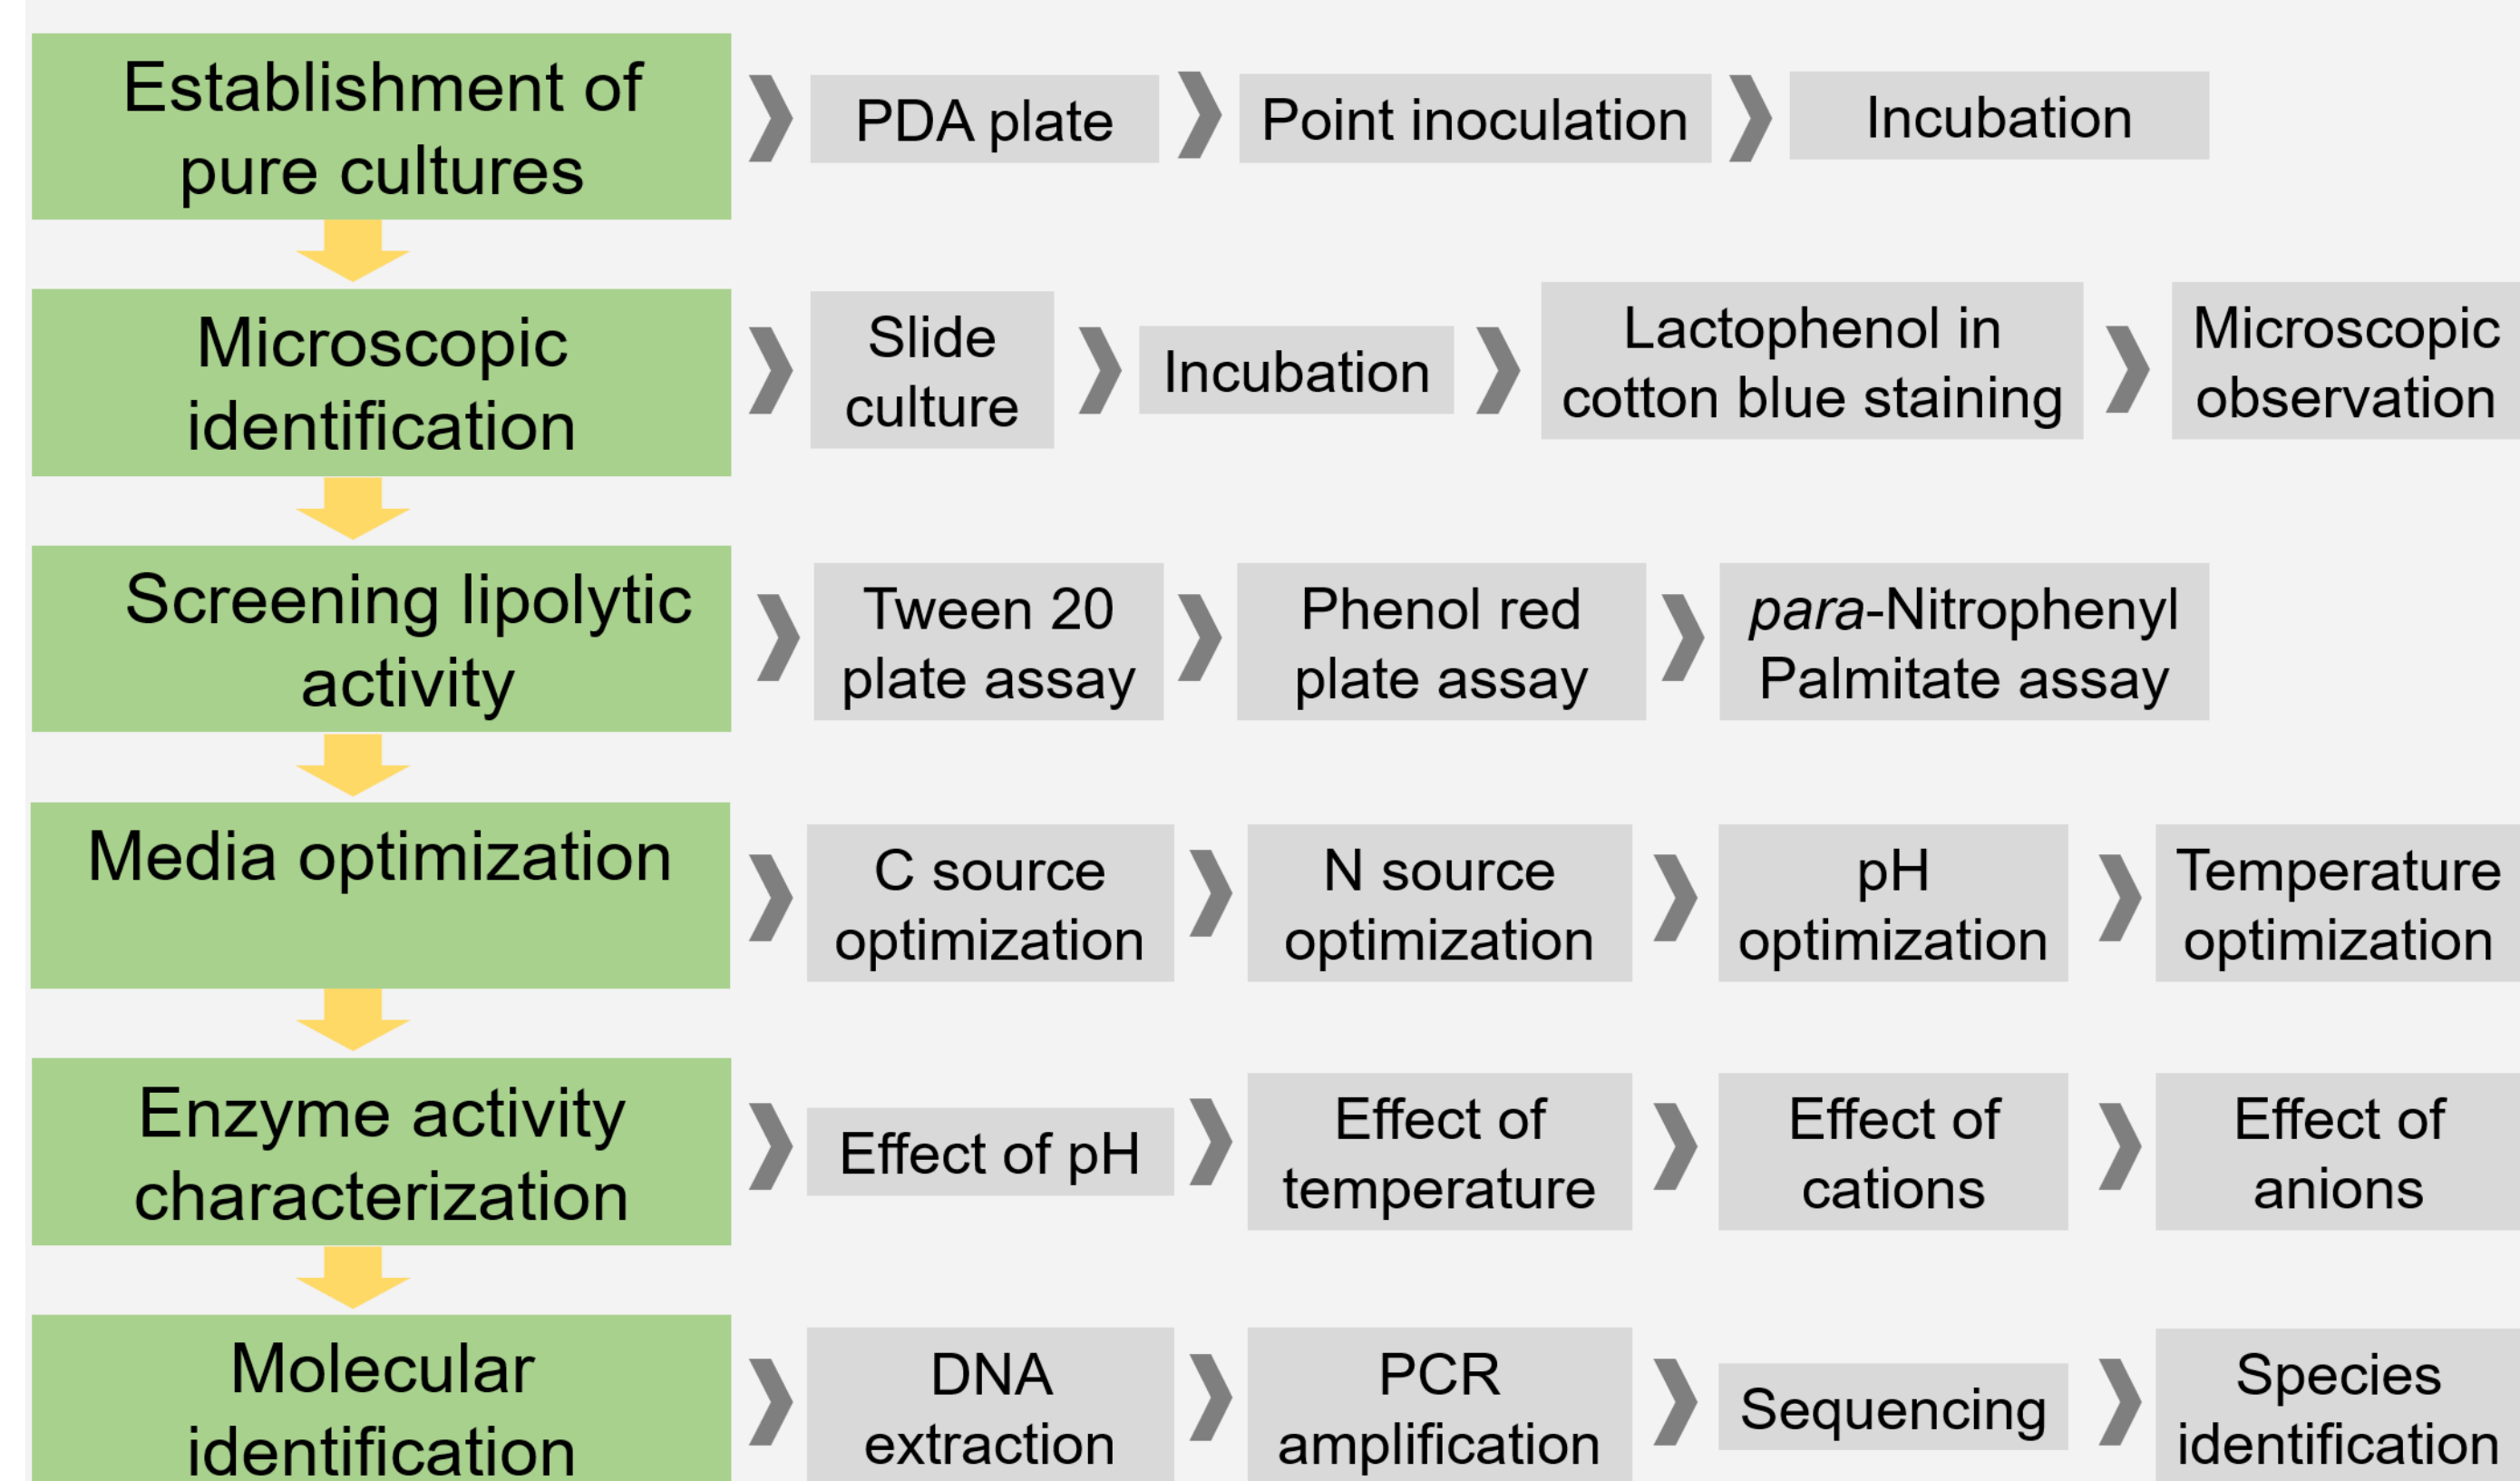 Establishment of
pure cultures
PDA plate
Point inoculation
Incubation
Microscopic
identification
Slide
culture
Incubation
Lactophenol in
cotton blue staining
Microscopic
observation
Screening lipolytic
activity
Tween 20
plate assay
Phenol red
plate assay
para-Nitrophenyl
Palmitate assay
Media optimization
C source
optimization
N source
optimization
pH
optimization
Temperature
optimization
Enzyme activity
characterization
Effect of pH
Effect of
temperature
Effect of
cations
Effect of
anions
Molecular
identification
DNA
extraction
PCR
amplification
Sequencing
Species
identification